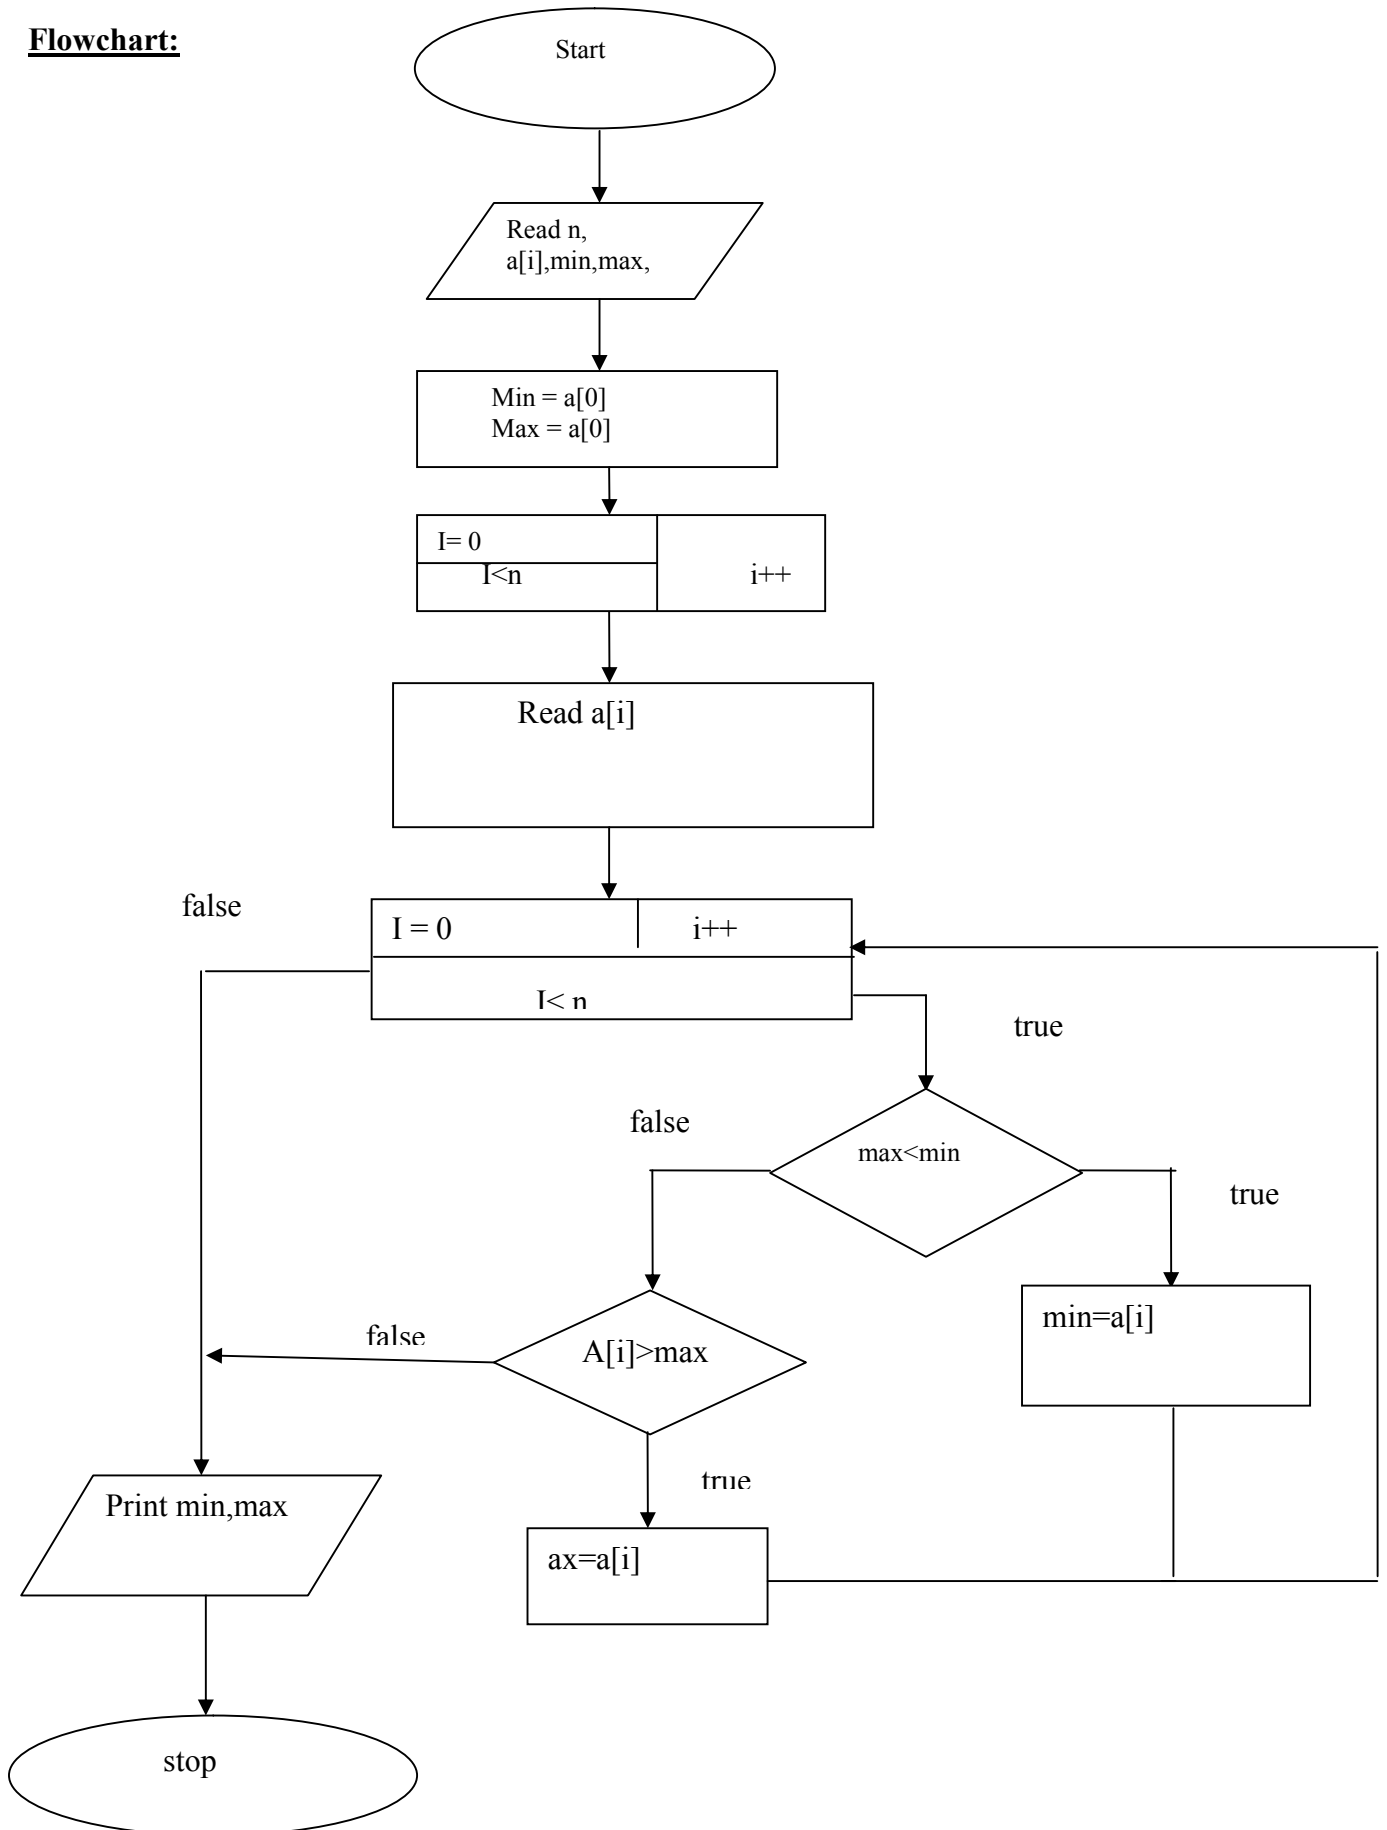 Flowchart:
Start
Read n,
a[i],min,max,
Min = a[0]
Max = a[0]
I= 0
I<n
i++
Read a[i]
false
I = 0
i++
I< n
true
false
max<min
true
min=a[i]
false
A[i]>max
true
Print min,max
ax=a[i]
stop